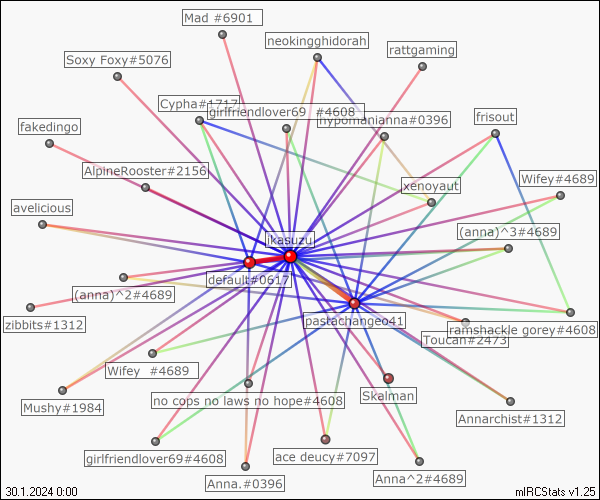 Mad #6901
neokingghidorah
rattgaming
Soxy Foxy#5076
Cypha#1717
girlfriendlover69 #4608
hypomanianna#0396
frisout
fakedingo
AlpineRooster#2156
xenoyaut
Wifey#4689
avelicious
jkasuzu
(anna)^3#4689
default#0617
(anna)^2#4689
zibbits#1312
pastachangeo41
Toucan#2473
ramshackle gorey#4608
Wifey #4689
no cops no laws no hope#4608
Skalman
Mushy#1984
Annarchist#1312
girlfriendlover69#4608
ace deucy#7097
Anna.#0396
Anna^2#4689
30.1.2024 0:00
mIRCStats v1.25